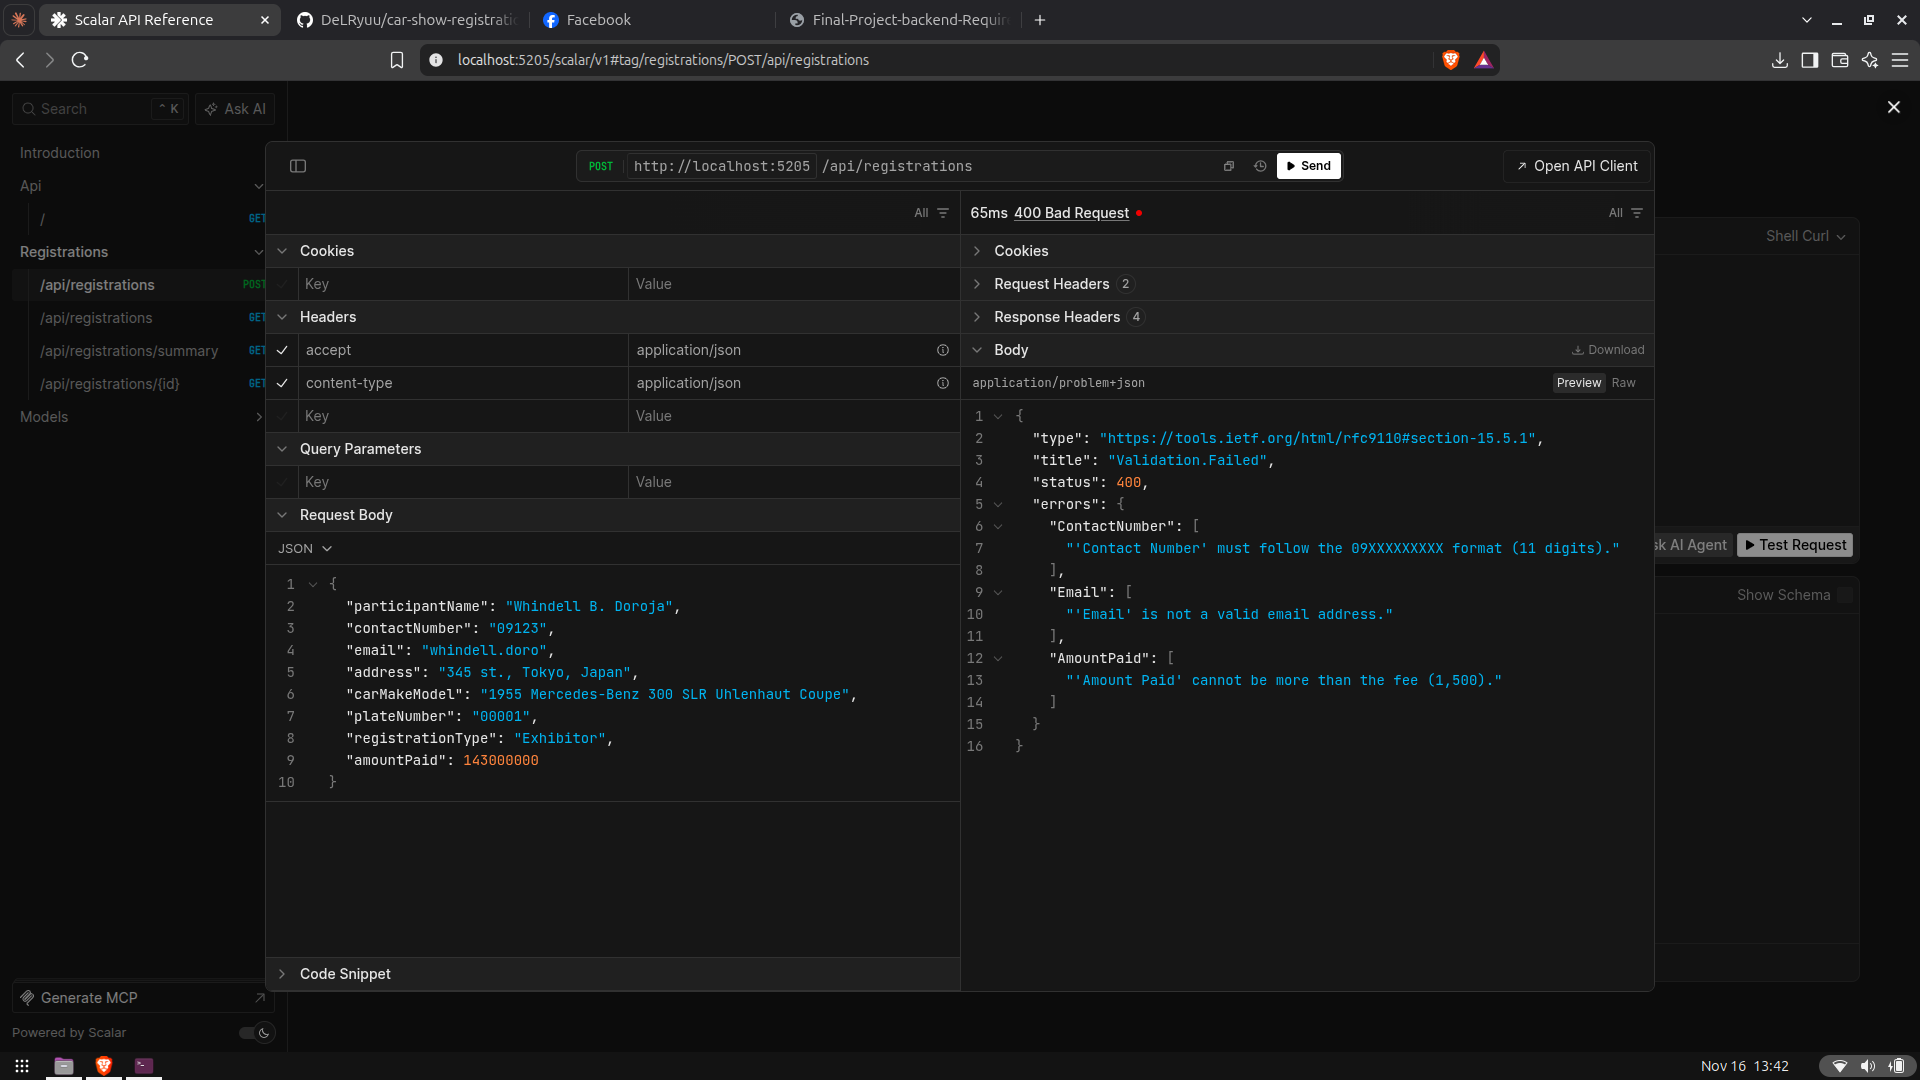 Scalar API Reference
DeLRyuu/car-show-registratio
Facebook
Final-Project-backend-Require
localhost:5205/scalar/v1#tag/registrations/POST/api/registrations
Search
⌃ K
Ask AI
Introduction
Api
/
GET
Registrations
/api/registrations
POST
/api/registrations
GET
/api/registrations/summary
GET
/api/registrations/{id}
GET
Models
Generate MCP
Powered by Scalar
POST
http://localhost:5205
/api/registrations
Send
Open API Client
All
Cookies
Key
Value
Headers
accept
application/json
content-type
application/json
Key
Value
Query Parameters
Key
Value
Request Body
JSON
1 {
2 "participantName": "Whindell B. Doroja",
3 "contactNumber": "09123",
4 "email": "whindell.doro",
5 "address": "345 st., Tokyo, Japan",
6 "carMakeModel": "1955 Mercedes-Benz 300 SLR Uhlenhaut Coupe",
7 "plateNumber": "00001",
8 "registrationType": "Exhibitor",
9 "amountPaid": 143000000
10 }
Code Snippet
65ms 400 Bad Request
All
Cookies
Request Headers 2
Response Headers 4
Body
Download
application/problem+json
Preview
Raw
1 {
2 "type": "https://tools.ietf.org/html/rfc9110#section-15.5.1",
3 "title": "Validation.Failed",
4 "status": 400,
5 "errors": {
6 "ContactNumber": [
7 "'Contact Number' must follow the 09XXXXXXXXX format (11 digits)."
8 ],
9 "Email": [
10 "'Email' is not a valid email address."
11 ],
12 "AmountPaid": [
13 "'Amount Paid' cannot be more than the fee (1,500)."
14 ]
15 }
16 }
Shell Curl
sk AI Agent
Test Request
Show Schema
Nov 16 13:42